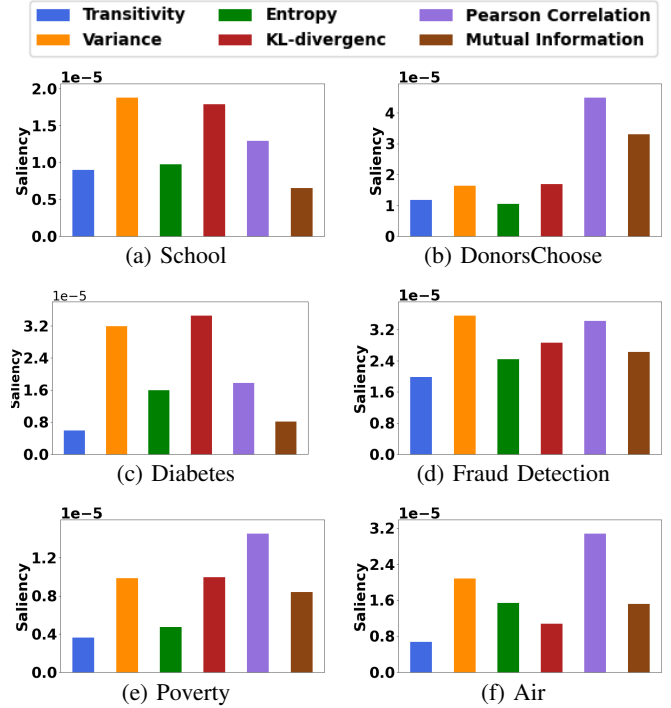 Transitivity Entropy Pearson Correlation
Variance KL-divergenc Mutual Information
1e−5
2.0
1.5
1.0
0.5
0.0
Saliency
(a) School
1e−5
4
3
2
1
0
Saliency
(b) DonorsChoose
1e−5
3.2
2.4
1.6
0.8
0.0
Saliency
(c) Diabetes
1e−5
3.2
2.4
1.6
0.8
0.0
Saliency
(d) Fraud Detection
1e−5
1.2
0.8
0.4
0.0
Saliency
(e) Poverty
1e−5
3.2
2.4
1.6
0.8
0.0
Saliency
(f) Air